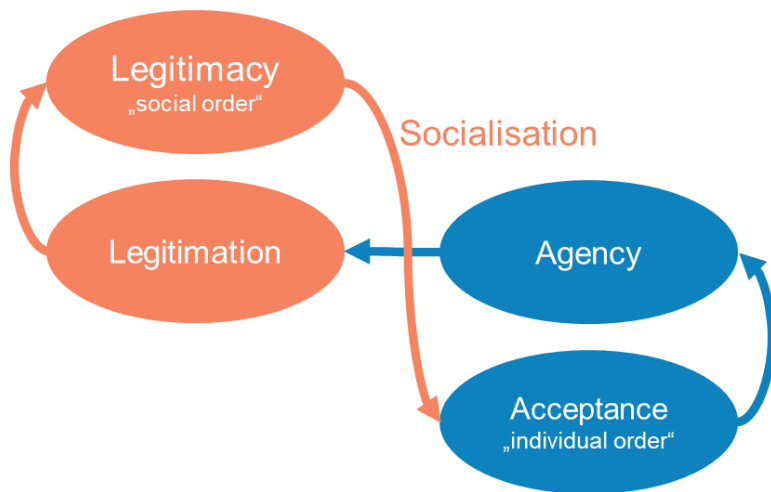 Legitimacy
„social order“
Socialisation
Legitimation
Agency
Acceptance
„individual order“